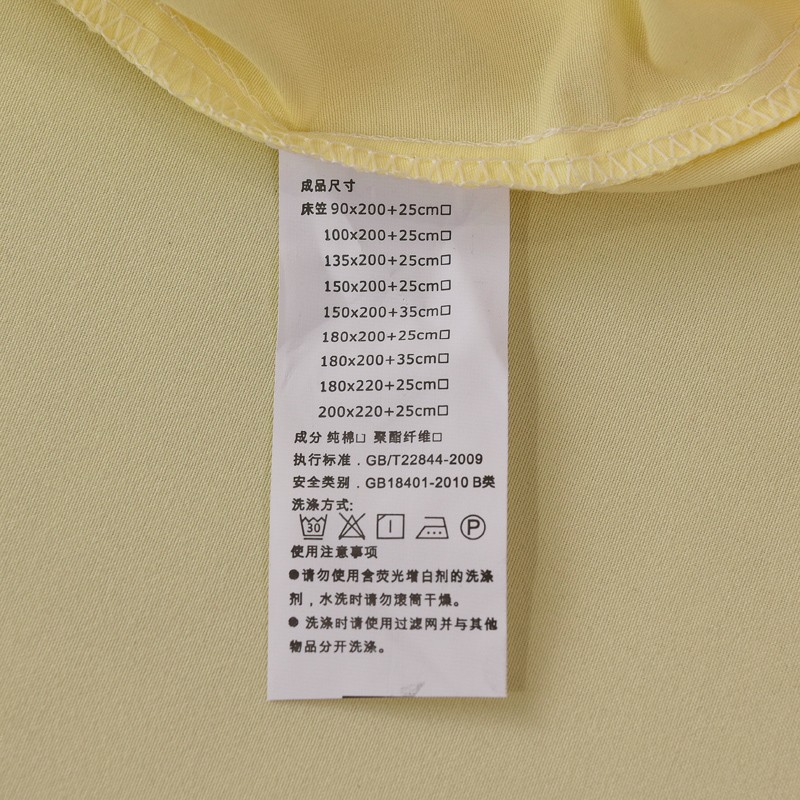 成品尺寸
床笠 90x200+25cm□
100x200+25cm□
135x200+25cm□
150x200+25cm□
150x200+35cm□
180x200+25cm□
180x200+35cm□
180x220+25cm□
200x220+25cm□
成分 纯棉□ 聚酯纤维□
执行标准．GB/T22844-2009
安全类别．GB18401-2010 B类
洗涤方式:
30 P
使用注意事项
●请勿使用含荧光增白剂的洗涤
剂，水洗时请勿滚筒干燥。
● 洗涤时请使用过滤网并与其他
物品分开洗涤。